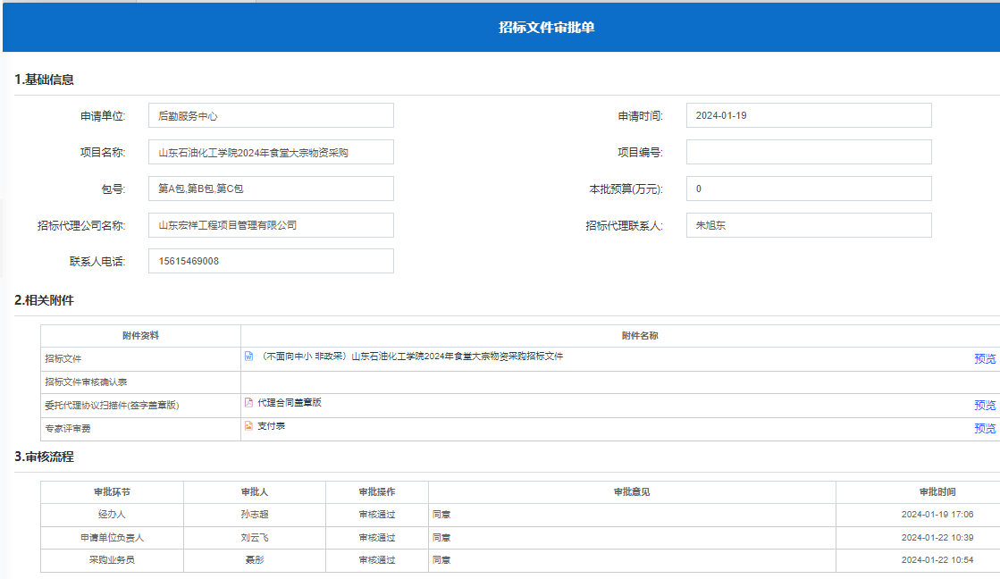 招标文件审批单
1.基础信息
申请单位: 后勤服务中心 申请时间: 2024-01-19
项目名称: 山东石油化工学院2024年食堂大宗物资采购 项目编号:
包号: 第A包,第B包,第C包 本批预算(万元): 0
招标代理公司名称: 山东宏祥工程项目管理有限公司 招标代理联系人: 朱旭东
联系人电话: 15615469008
2.相关附件
附件资料 附件名称
招标文件 （不面向中小 非政采）山东石油化工学院2024年食堂大宗物资采购招标文件 预览
招标文件审核确认表
委托代理协议扫描件(签字盖章版) 代理合同盖章版 预览
专家评审费 支付表 预览
3.审核流程
审批环节 审批人 审批操作 审批意见 审批时间
经办人 孙志超 审核通过 同意 2024-01-19 17:06
申请单位负责人 刘云飞 审核通过 同意 2024-01-22 10:39
采购业务员 聂彤 审核通过 同意 2024-01-22 10:54